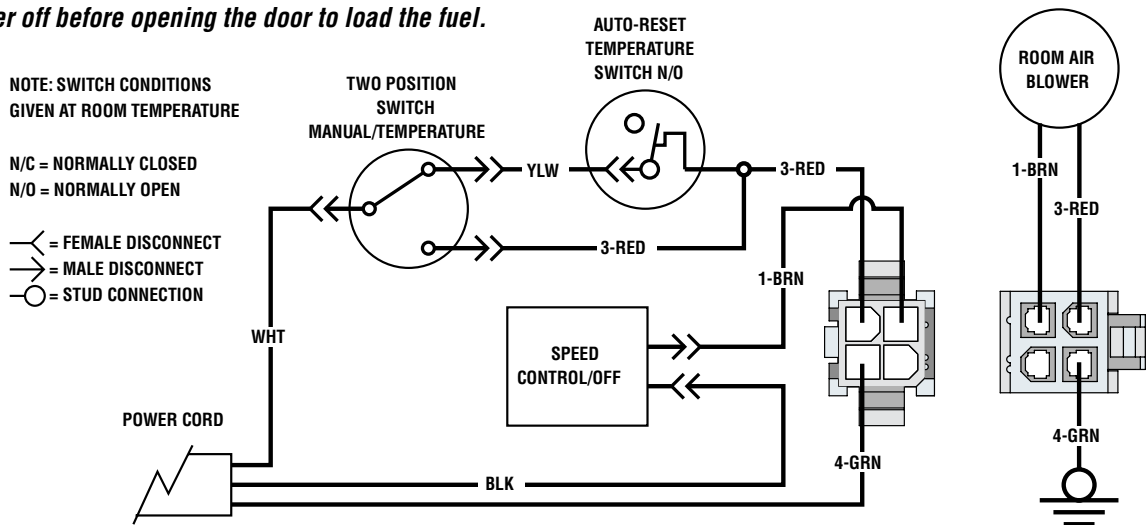 er off before opening the door to load the fuel.
NOTE: SWITCH CONDITIONS
GIVEN AT ROOM TEMPERATURE
N/C = NORMALLY CLOSED
N/O = NORMALLY OPEN
= FEMALE DISCONNECT
= MALE DISCONNECT
= STUD CONNECTION
TWO POSITION
SWITCH
MANUAL/TEMPERATURE
AUTO-RESET
TEMPERATURE
SWITCH N/O
ROOM AIR
BLOWER
YLW
3-RED
1-BRN
3-RED
3-RED
1-BRN
WHT
SPEED
CONTROL/OFF
POWER CORD
BLK
4-GRN
4-GRN